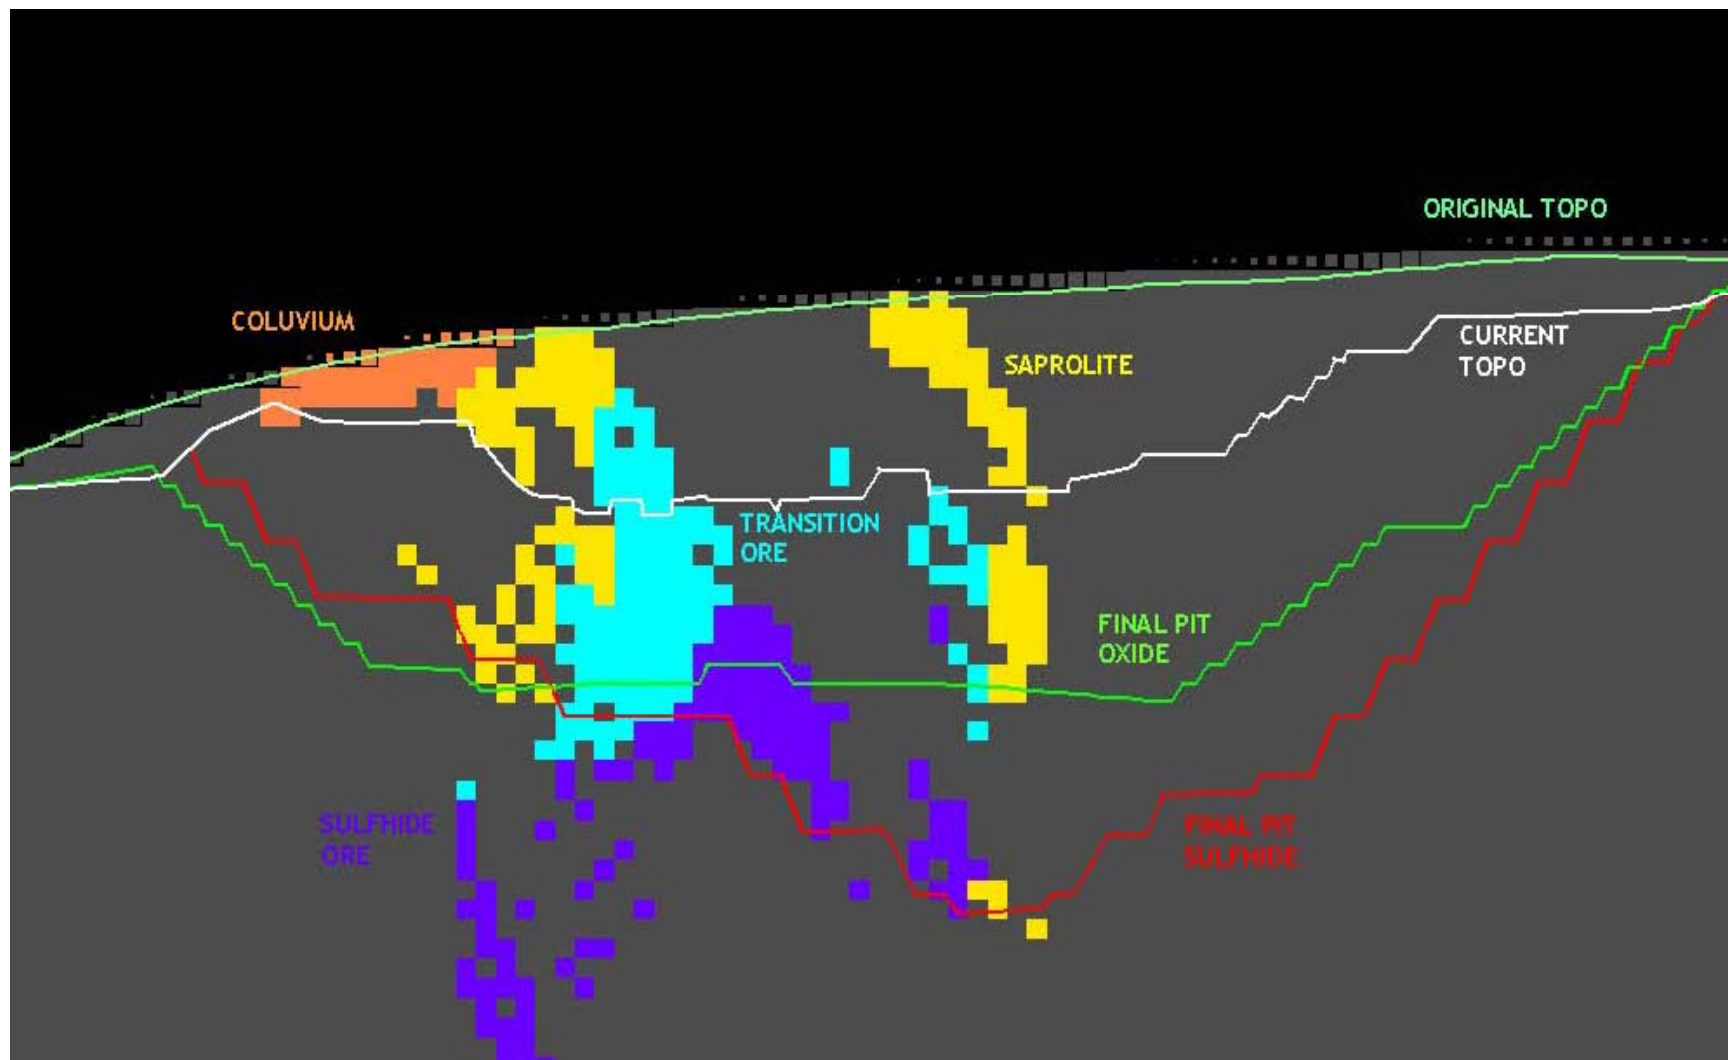 ORIGINAL TOPO
COLUVIUM
CURRENT
TOPO
SAPROLITE
TRANSITION
ORE
FINAL PIT
OXIDE
SULFHIDE
ORE
FINAL PIT
SULFHIDE